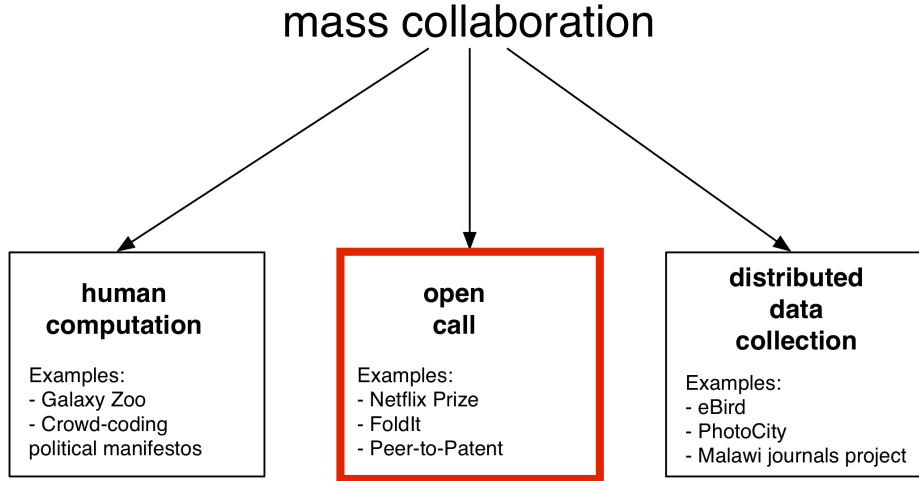 mass collaboration
human
computation
Examples:
- Galaxy Zoo
- Crowd-coding
political manifestos
open
call
Examples:
- Netflix Prize
- FoldIt
- Peer-to-Patent
distributed
data
collection
Examples:
- eBird
- PhotoCity
- Malawi journals project